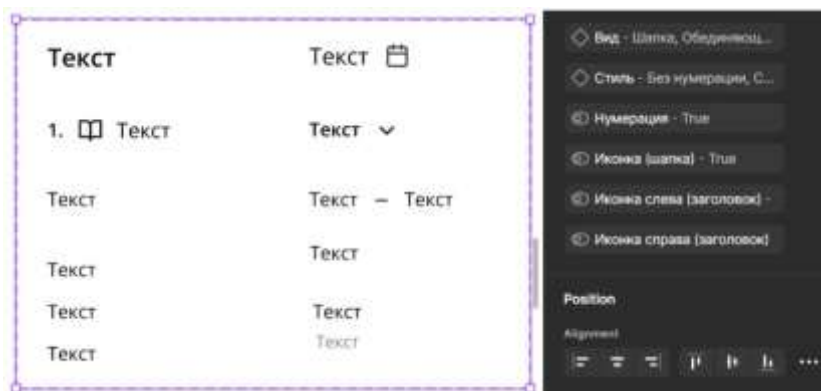 Текст
Текст
1. Текст
Текст
Текст
Текст – Текст
Текст
Текст
Текст
Текст
Текст
Текст
Вид - Шапка, Обединяющ...
Стиль - Без нумерации, С...
Нумерация - True
Иконка (шапка) - True
Иконка слева (заголовок) -
Иконка справа (заголовок)
Position
Alignment